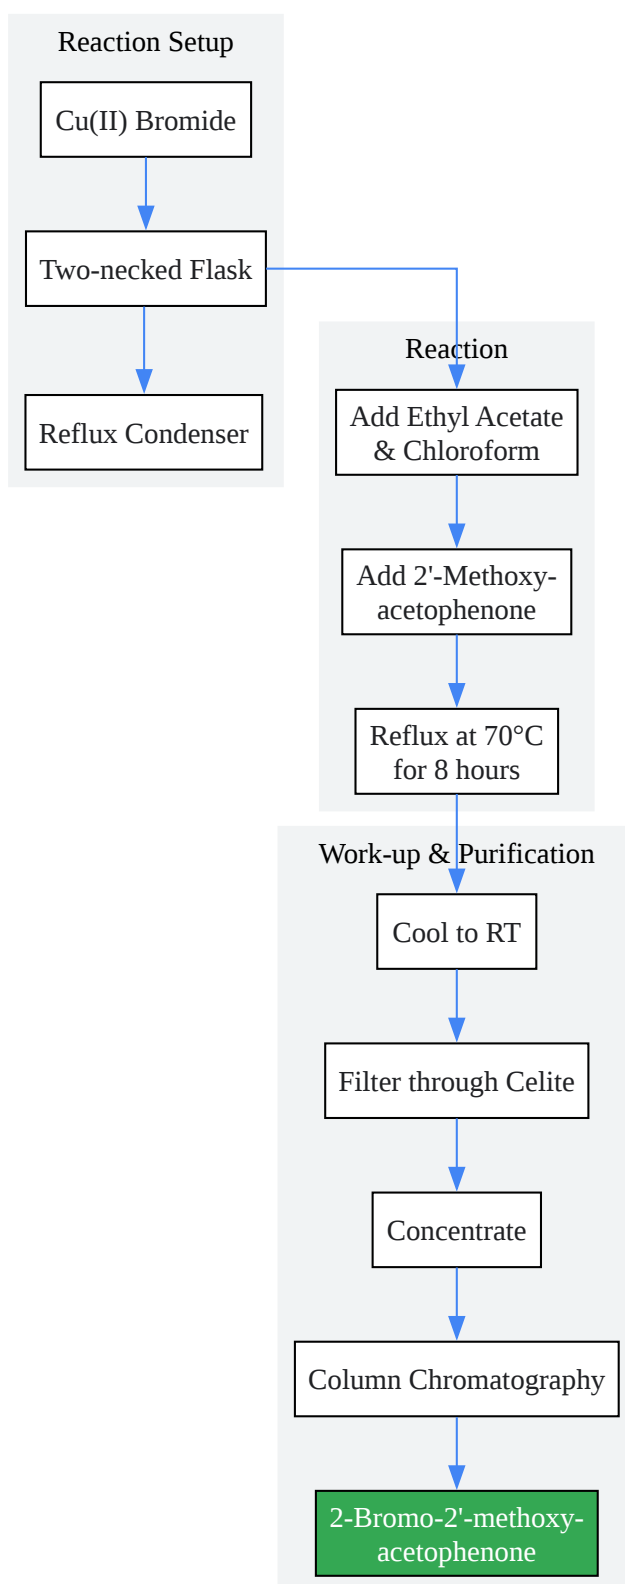 Reaction Setup
Cu(II) Bromide
Two-necked Flask
Reflux Condenser
Reaction
Add Ethyl Acetate
& Chloroform
Add 2'-Methoxy-
acetophenone
Reflux at 70°C
for 8 hours
Work-up & Purification
Cool to RT
Filter through Celite
Concentrate
Column Chromatography
2-Bromo-2'-methoxy-
acetophenone